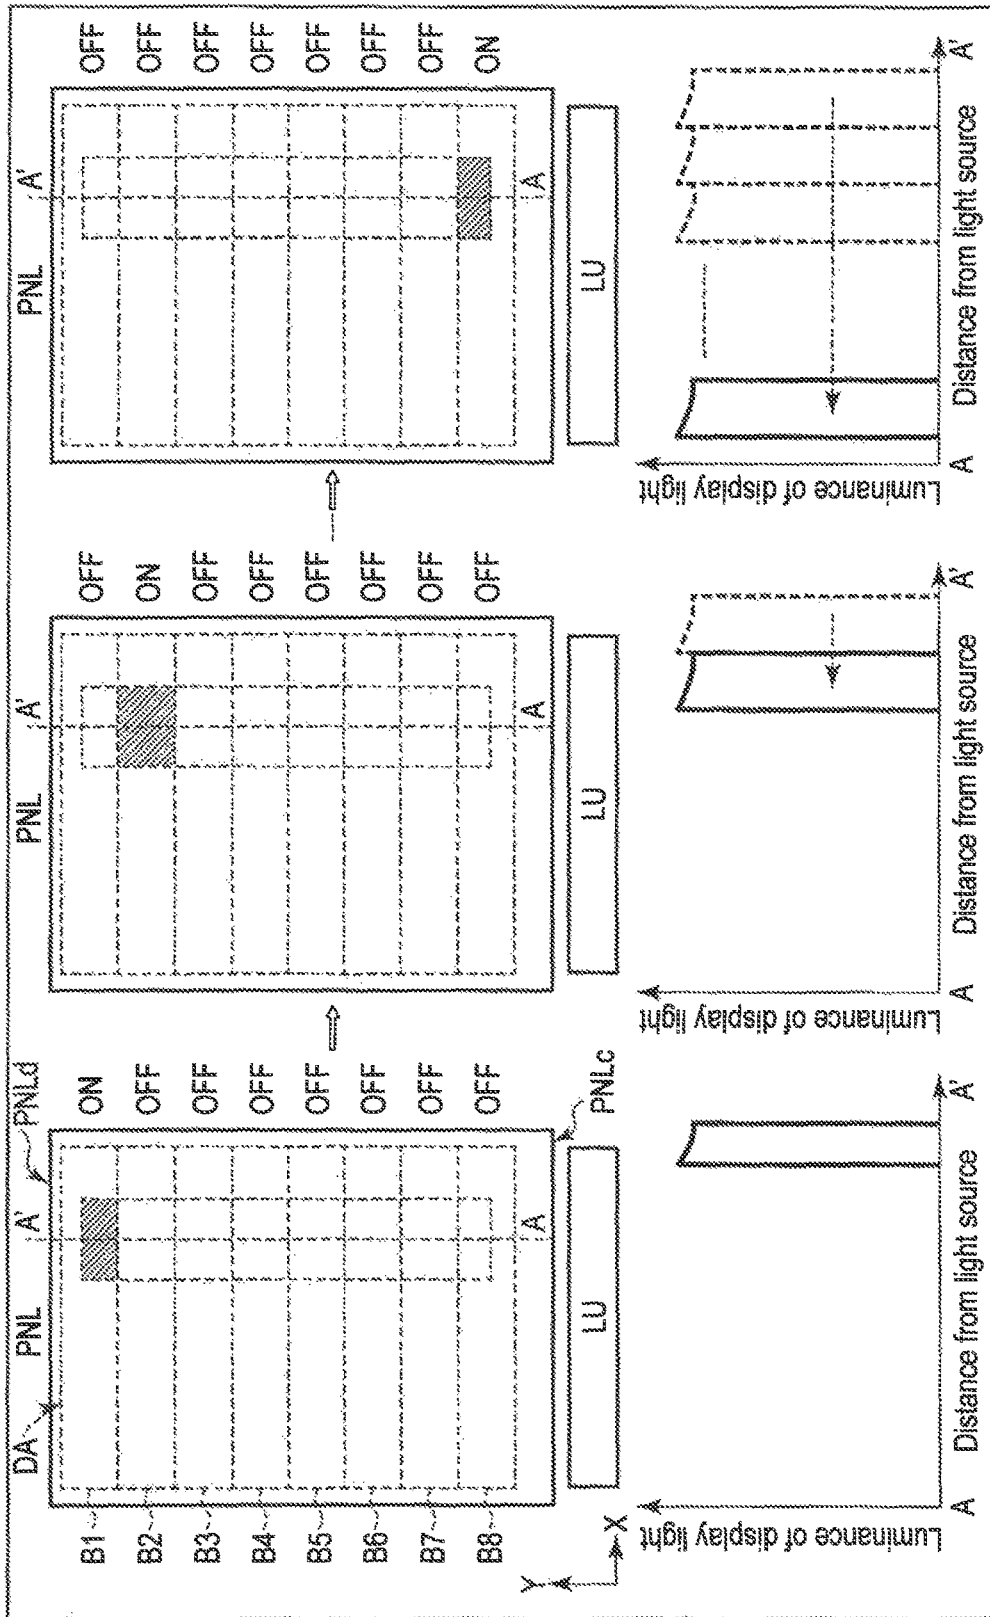 DA
PNL
A'
PNLd
B1
B2
B3
B4
B5
B6
B7
B8
ON
OFF
OFF
OFF
OFF
OFF
OFF
OFF
A
PNLc
LU
Y
X
Luminance of display light
A
Distance from light source
A'
PNL
A'
OFF
ON
OFF
OFF
OFF
OFF
OFF
OFF
A
LU
Luminance of display light
A
Distance from light source
A'
PNL
A'
OFF
OFF
OFF
OFF
OFF
OFF
OFF
ON
A
LU
Luminance of display light
A
Distance from light source
A'